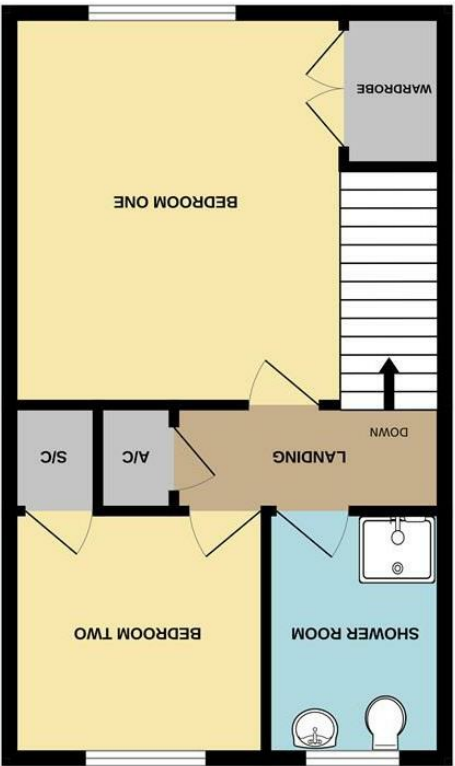 SHOWER ROOM
BEDROOM TWO
LANDING
A/C
S/C
DOWN
BEDROOM ONE
WARDROBE